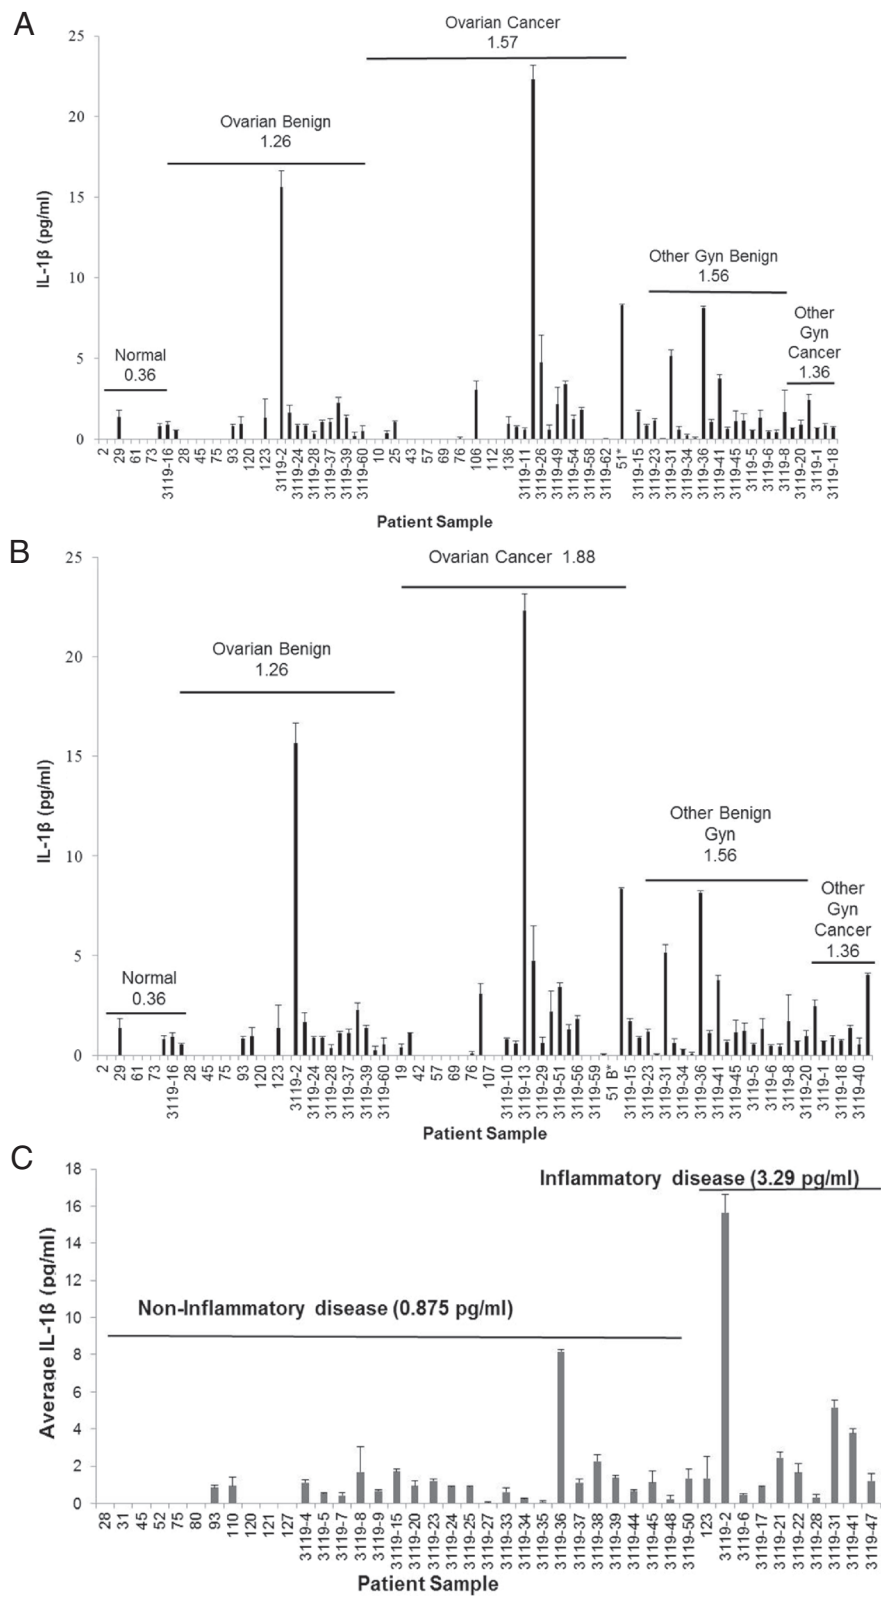 A
Ovarian Cancer
1.57
Ovarian Benign
1.26
Other Gyn Benign
1.56
Other
Gyn
Cancer
1.36
Normal
0.36
25
20
15
10
5
0
IL-1β (pg/ml)
2 29 61 73 3119-16 28 45 75 93 120 123 3119-2 3119-24 3119-28 3119-37 3119-39 3119-60 10 25 43 57 69 76 106 112 136 3119-11 3119-26 3119-49 3119-54 3119-58 3119-62 51* 3119-15 3119-23 3119-31 3119-34 3119-36 3119-41 3119-45 3119-5 3119-6 3119-8 3119-20 3119-1 3119-18
Patient Sample
B
Ovarian Cancer 1.88
Ovarian Benign
1.26
Other Benign
Gyn
1.56
Other
Gyn
Cancer
1.36
Normal
0.36
25
20
15
10
5
0
IL-1β (pg/ml)
2 29 61 73 3119-16 28 45 75 93 120 123 3119-2 3119-24 3119-28 3119-37 3119-39 3119-60 19 42 57 69 76 107 3119-10 3119-13 3119-29 3119-51 3119-56 3119-59 51 B* 3119-15 3119-23 3119-31 3119-34 3119-36 3119-41 3119-45 3119-5 3119-6 3119-8 3119-20 3119-1 3119-18 3119-40
Patient Sample
C
Inflammatory disease (3.29 pg/ml)
Non-Inflammatory disease (0.875 pg/ml)
18
16
14
12
10
8
6
4
2
0
Average IL-1β (pg/ml)
28 31 45 52 75 80 93 110 120 121 127 3119-4 3119-5 3119-7 3119-8 3119-9 3119-15 3119-20 3119-23 3119-24 3119-25 3119-27 3119-33 3119-34 3119-35 3119-36 3119-37 3119-38 3119-39 3119-44 3119-45 3119-48 3119-50 123 3119-2 3119-6 3119-17 3119-21 3119-22 3119-28 3119-31 3119-41 3119-47
Patient Sample